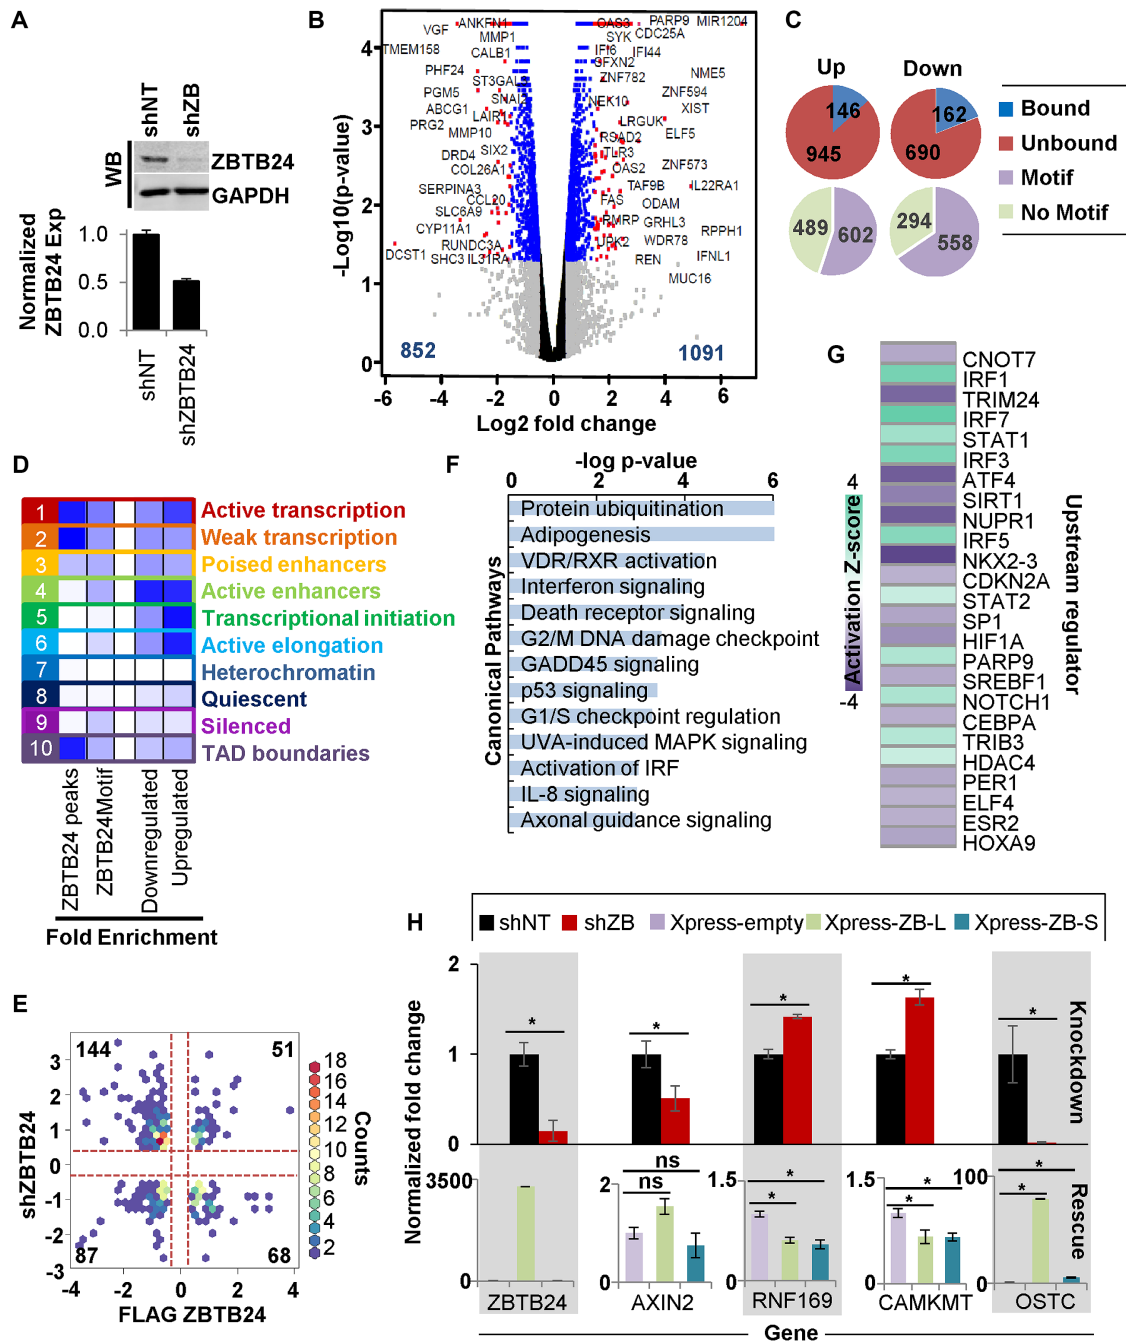 A
shNT
shZB
WB
ZBTB24
GAPDH
Normalized
ZBTB24 Exp
1.0
0.5
0.0
shNT
shZBTB24
B
-Log10(p-value)
4
3
2
1
0
-6
-4
-2
0
2
4
6
Log2 fold change
852
1091
VGF
ANKFN1
TMEM158
MMP1
CALB1
PHF24
ST3GAL
PGM5
SNAI2
ABCG1
LAIR1
PRG2
MMP10
SIX2
DRD4
COL26A1
SERPINA3
CCL20
SLC6A9
CYP11A1
RUNDC3A
DCST1
SHC3
IL31RA
OAS3
PARP9
MIR1204
SYK
CDC25A
IFI6
IFI44
SFXN2
ZNF782
NME5
ZNF594
NEK10
XIST
LRGUK
ELF5
RSAD2
TLR3
OAS2
ZNF573
TAF9B
IL22RA1
FAS
ODAM
RMRP
GRHL3
RPPH1
UPK2
WDR78
REN
IFNL1
MUC16
C
Up
Down
146
945
162
690
489
602
294
558
Bound
Unbound
Motif
No Motif
D
1
Active transcription
2
Weak transcription
3
Poised enhancers
4
Active enhancers
5
Transcriptional initiation
6
Active elongation
7
Heterochromatin
8
Quiescent
9
Silenced
10
TAD boundaries
ZBTB24 peaks
ZBTB24Motif
Downregulated
Upregulated
Fold Enrichment
E
shZBTB24
3
2
1
0
-1
-2
-3
-4
-2
0
2
4
FLAG ZBTB24
144
51
87
68
18
16
14
12
10
8
6
4
2
Counts
F
-log p-value
0
2
4
6
Canonical Pathways
Protein ubiquitination
Adipogenesis
VDR/RXR activation
Interferon signaling
Death receptor signaling
G2/M DNA damage checkpoint
GADD45 signaling
p53 signaling
G1/S checkpoint regulation
UVA-induced MAPK signaling
Activation of IRF
IL-8 signaling
Axonal guidance signaling
G
4
Activation Z-score
-4
CNOT7
IRF1
TRIM24
IRF7
STAT1
IRF3
ATF4
SIRT1
NUPR1
IRF5
NKX2-3
CDKN2A
STAT2
SP1
HIF1A
PARP9
SREBF1
NOTCH1
CEBPA
TRIB3
HDAC4
PER1
ELF4
ESR2
HOXA9
Upstream regulator
H
shNT
shZB
Xpress-empty
Xpress-ZB-L
Xpress-ZB-S
Normalized fold change
2
1
0
*
*
*
*
*
Knockdown
3500
0
2
0
ns
ns
1.5
0
*
*
1.5
0
*
*
100
0
*
*
Rescue
ZBTB24
AXIN2
RNF169
CAMKMT
OSTC
Gene